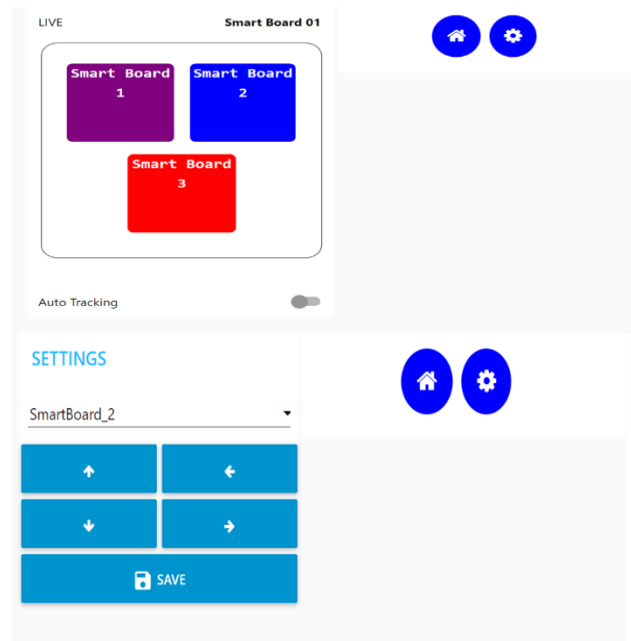 LIVE Smart Board 01
Smart Board
1
Smart Board
2
Smart Board
3
Auto Tracking
SETTINGS
SmartBoard_2
SAVE